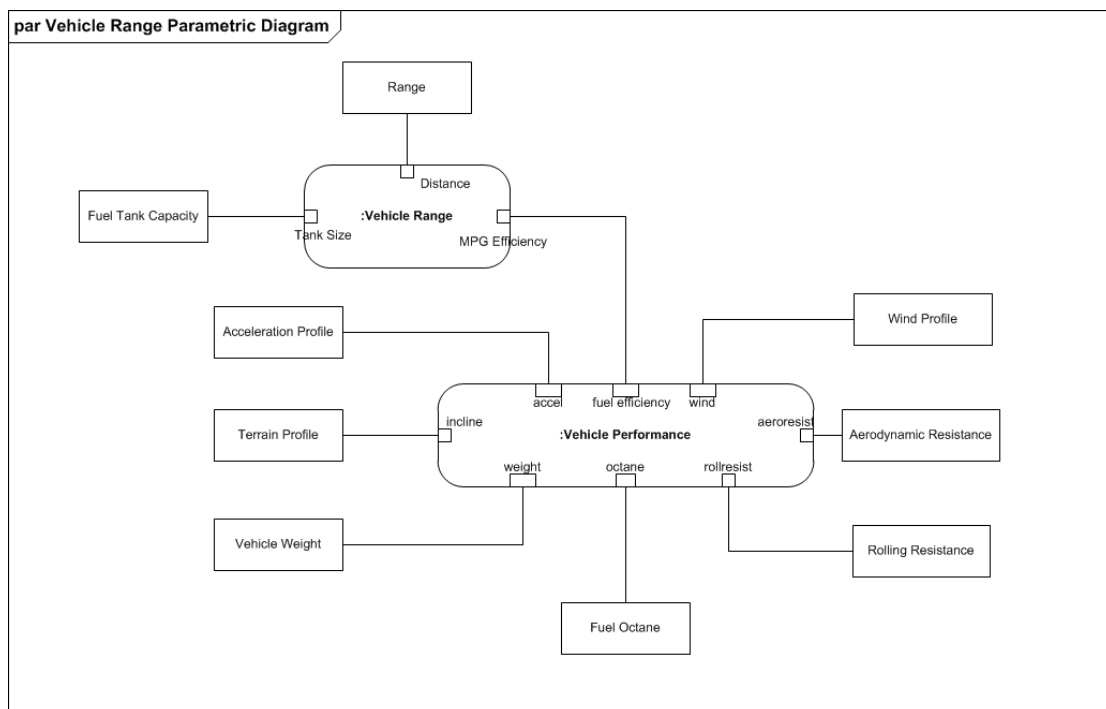 par Vehicle Range Parametric Diagram
Range
Distance
Fuel Tank Capacity
:Vehicle Range
Tank Size
MPG Efficiency
Acceleration Profile
Wind Profile
accel
fuel efficiency
wind
incline
aeroresist
Terrain Profile
:Vehicle Performance
Aerodynamic Resistance
weight
octane
rollresist
Vehicle Weight
Rolling Resistance
Fuel Octane